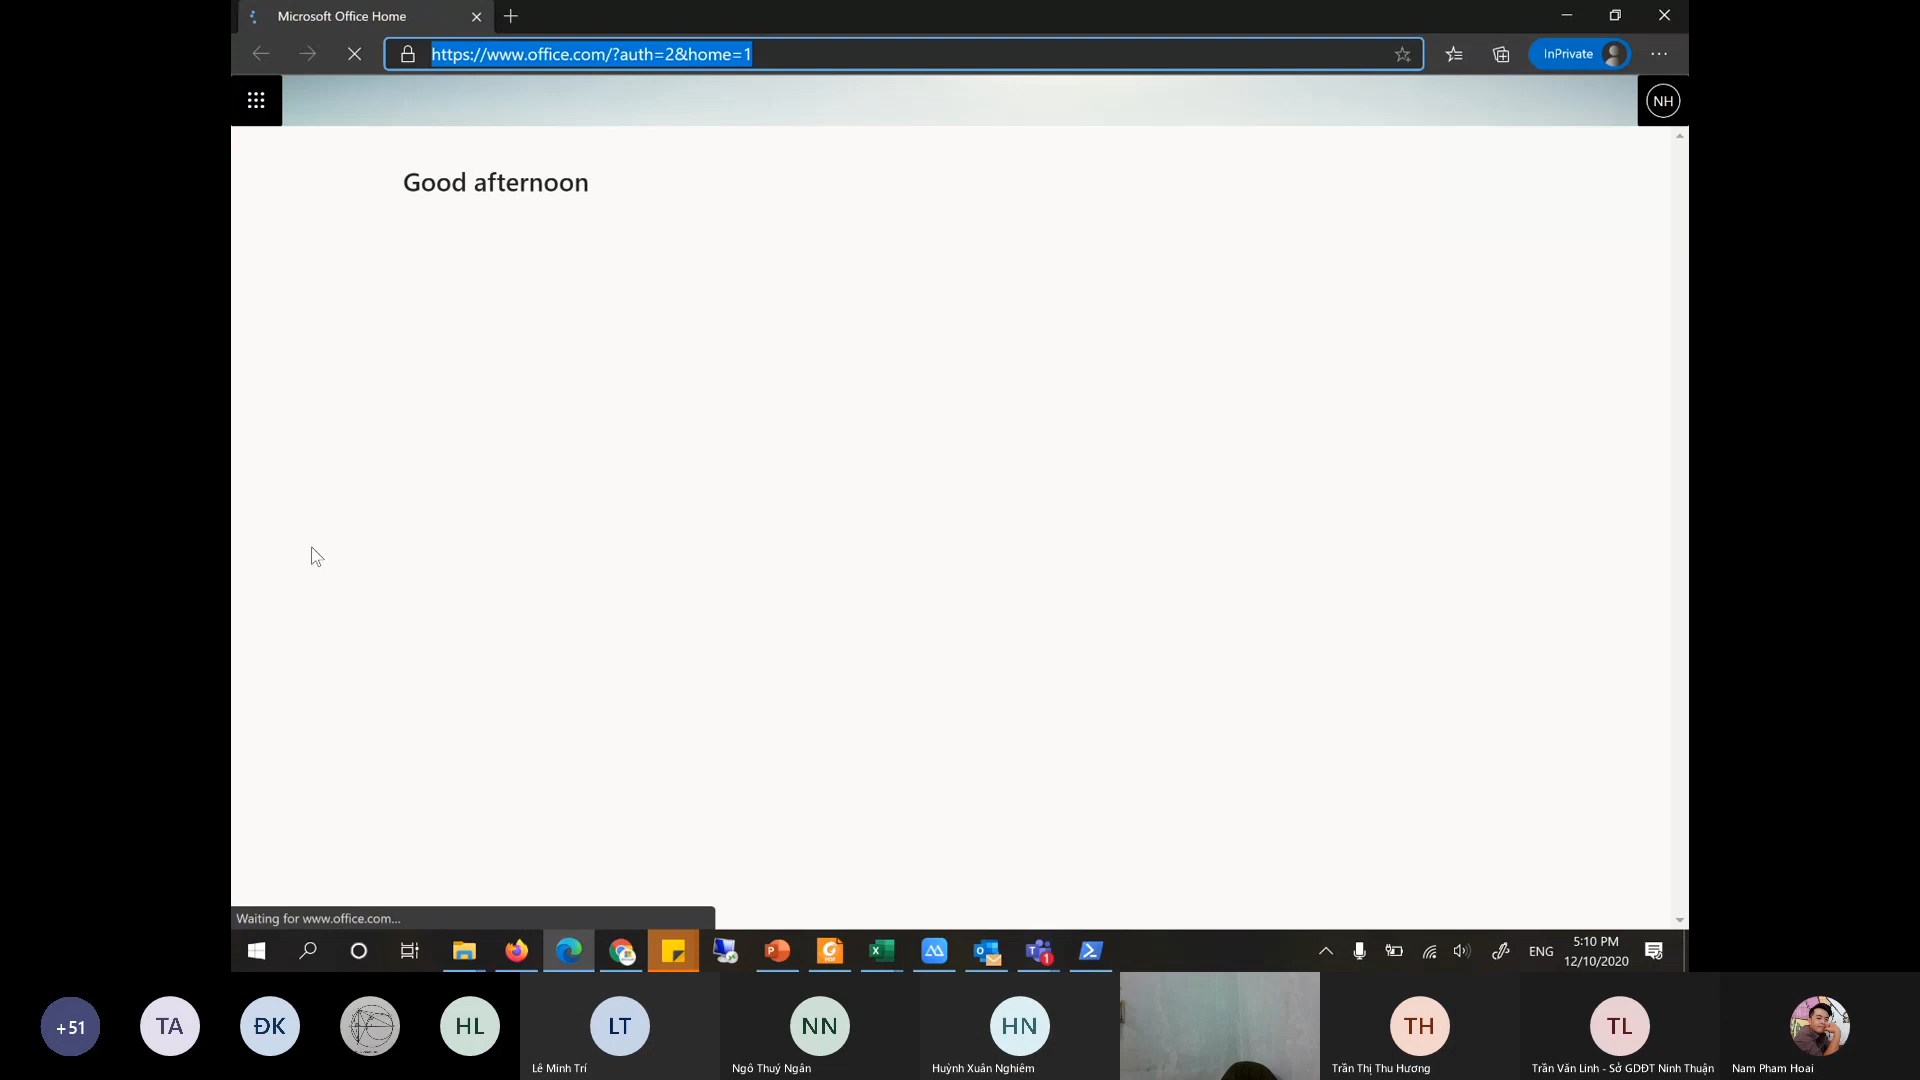 Microsoft Office Home
https://www.office.com/?auth=2&home=1
InPrivate
NH
Good afternoon
Waiting for www.office.com...
ENG
5:10 PM
12/10/2020
+51
TA
ĐK
HL
LT
NN
HN
TH
TL
Lê Minh Trí
Ngô Thuý Ngân
Huỳnh Xuân Nghiêm
Trần Thị Thu Hương
Trần Văn Linh - Sở GDĐT Ninh Thuận
Nam Pham Hoai